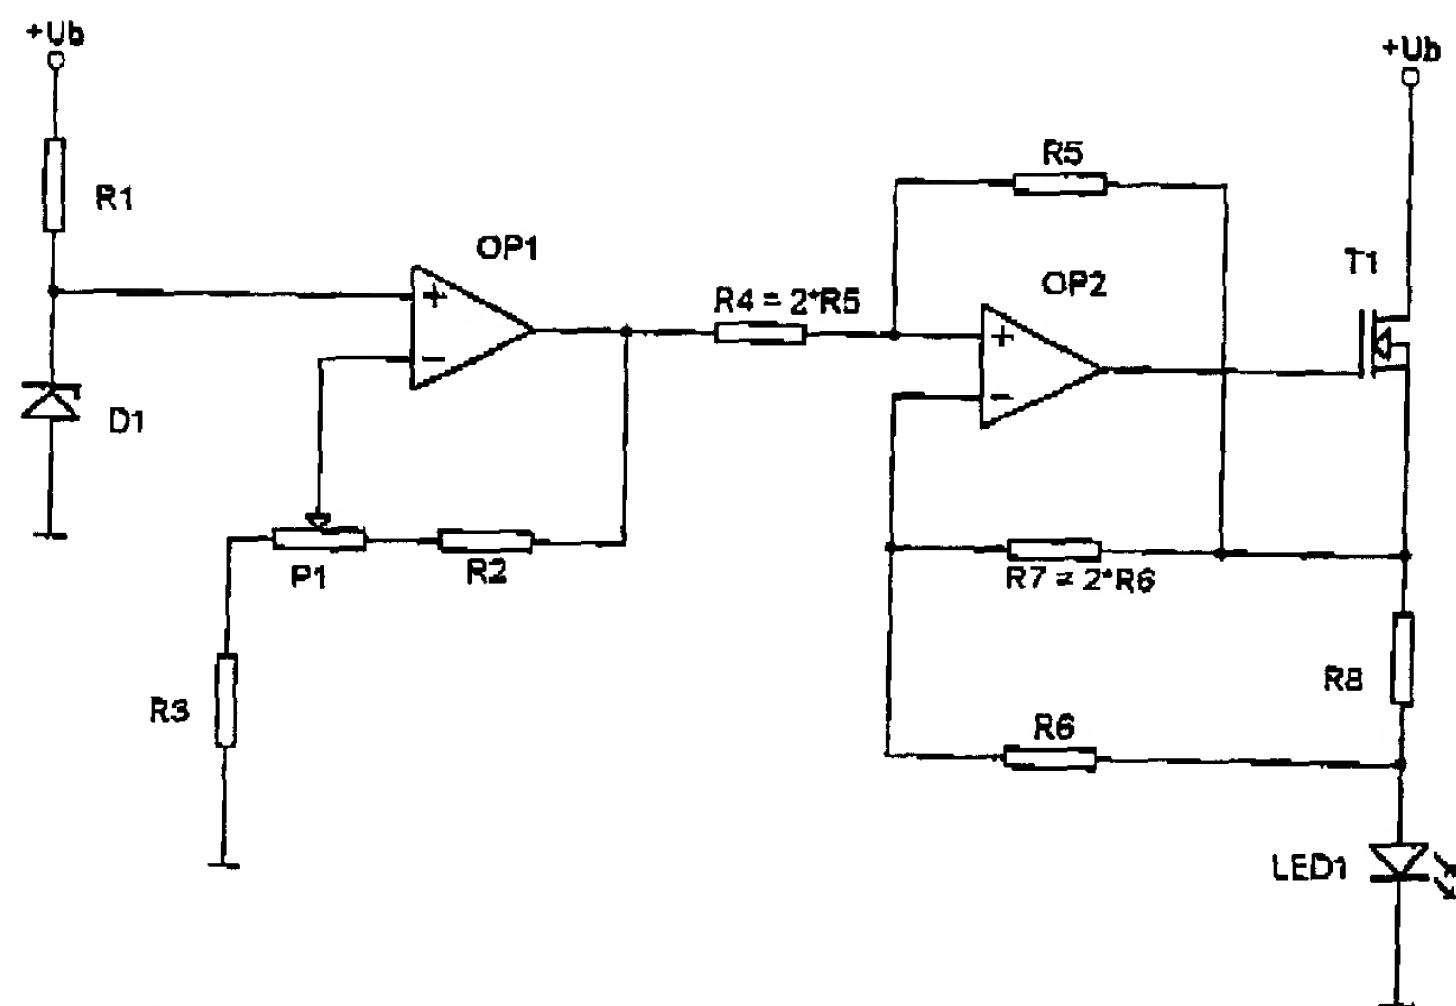 +Ub
+Ub
R5
R1
OP1
T1
OP2
R4 = 2*R5
+
+
-
-
D1
P1
R2
R7 = 2*R6
R8
R3
R6
LED1